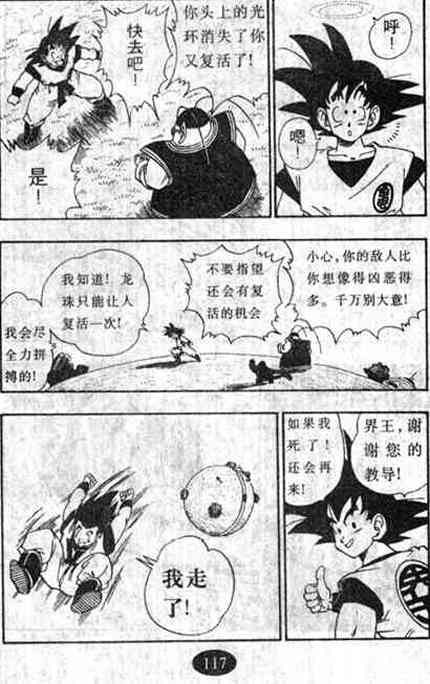 呼！
嗯！
你头上的光
环消失了你
又复活了！
快去吧！
是！
小心，你的敌人比
你想像得凶恶得
多。千万别大意！
不要指望
还会有复
活的机会
我知道！龙
珠只能让人
复活一次！
我会尽
全力拼
搏的！
界王，谢
谢您的
教导！
如果我
死了！
还会再
来！
我走
了！
117